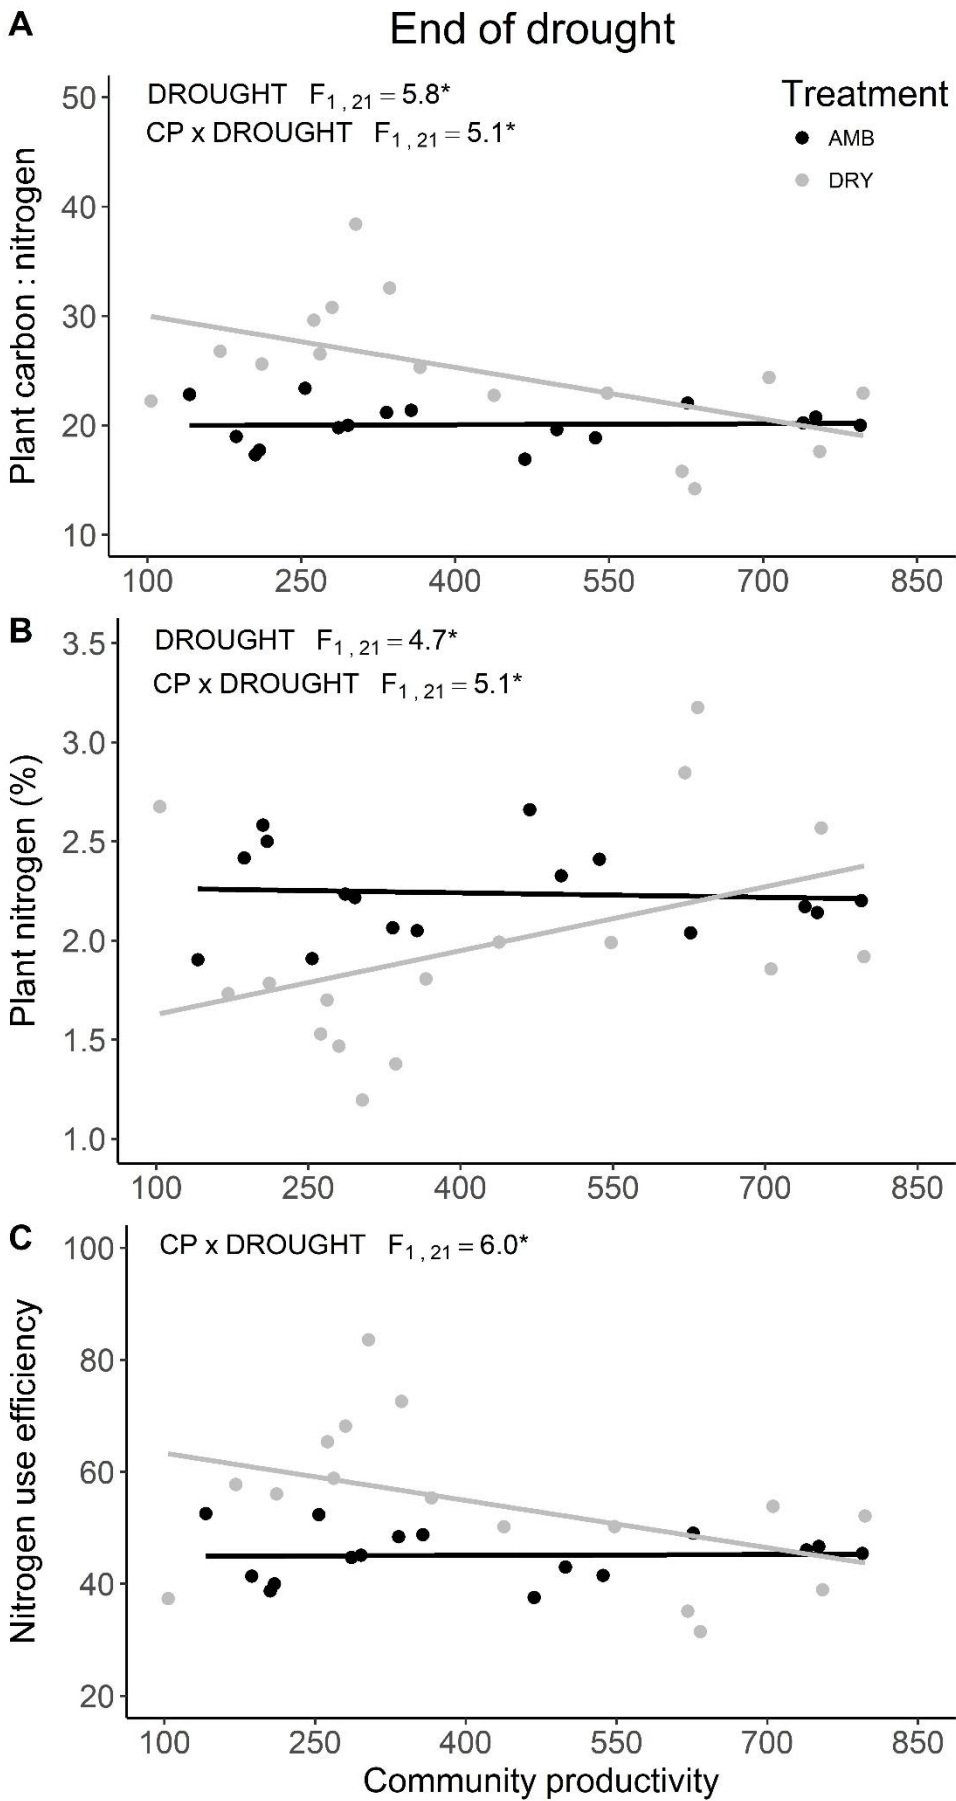 A
End of drought
DROUGHT F1 , 21 = 5.8*
CP x DROUGHT F1 , 21 = 5.1*
Treatment
AMB
DRY
Plant carbon : nitrogen
50
40
30
20
10
100 250 400 550 700 850
B
DROUGHT F1 , 21 = 4.7*
CP x DROUGHT F1 , 21 = 5.1*
Plant nitrogen (%)
3.5
3.0
2.5
2.0
1.5
1.0
100 250 400 550 700 850
C
CP x DROUGHT F1 , 21 = 6.0*
Nitrogen use efficiency
100
80
60
40
20
100 250 400 550 700 850
Community productivity